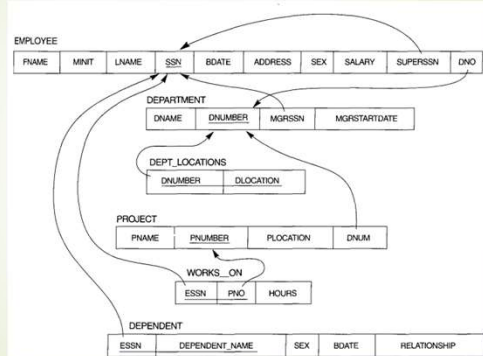 EMPLOYEE
FNAME MINIT LNAME SSN BDATE ADDRESS SEX SALARY SUPERSSN DNO
DEPARTMENT
DNAME DNUMBER MGRSSN MGRSTARTDATE
DEPT_LOCATIONS
DNUMBER DLOCATION
PROJECT
PNAME PNUMBER PLOCATION DNUM
WORKS_ON
ESSN PNO HOURS
DEPENDENT
ESSN DEPENDENT_NAME SEX BDATE RELATIONSHIP